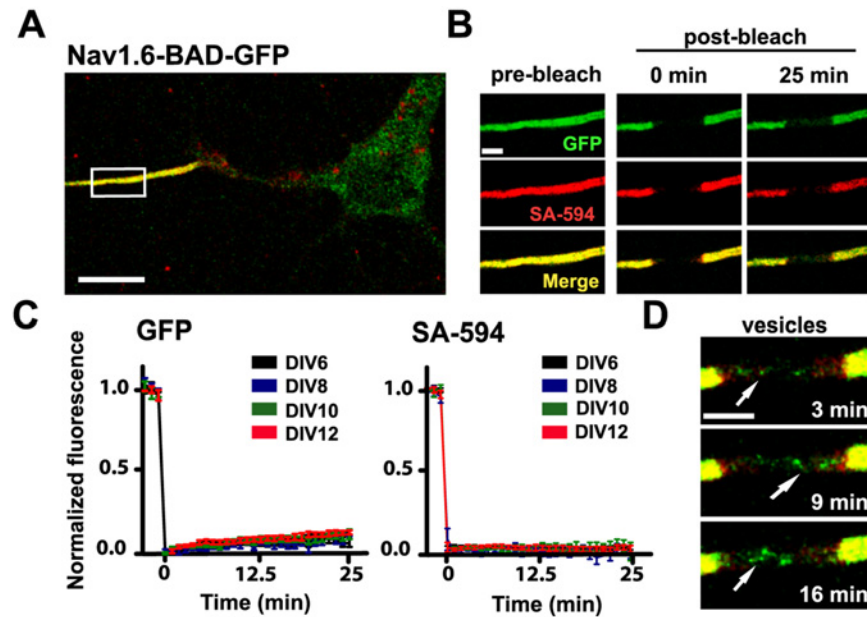 A
Nav1.6-BAD-GFP
B
post-bleach
pre-bleach
0 min
25 min
GFP
SA-594
Merge
C
GFP
SA-594
Normalized fluorescence
1.0
0.5
0.0
DIV6
DIV8
DIV10
DIV12
0
12.5
25
Time (min)
1.0
0.5
0.0
DIV6
DIV8
DIV10
DIV12
0
12.5
25
Time (min)
D
vesicles
3 min
9 min
16 min